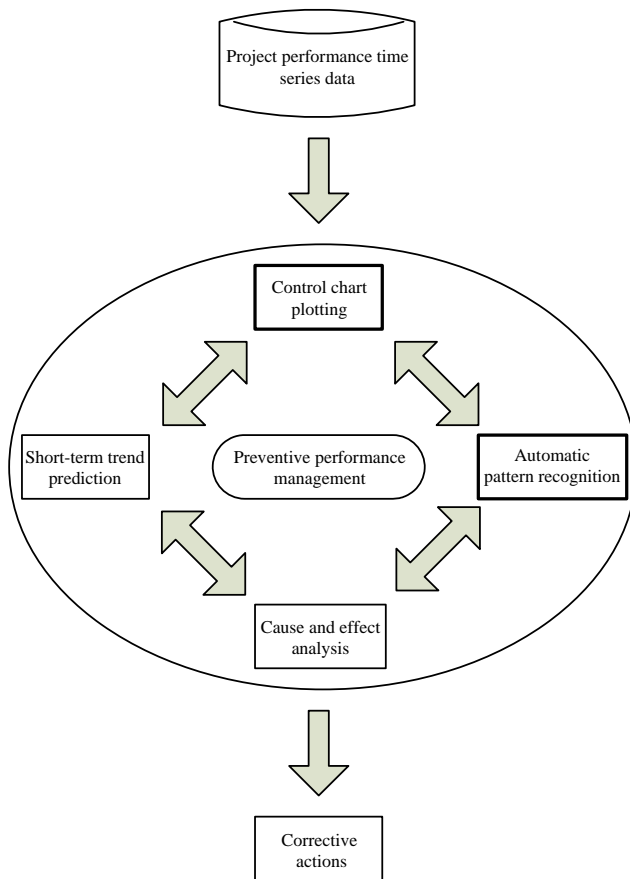 Project performance time
series data
Control chart
plotting
Short-term trend
prediction
Preventive performance
management
Automatic
pattern recognition
Cause and effect
analysis
Corrective
actions